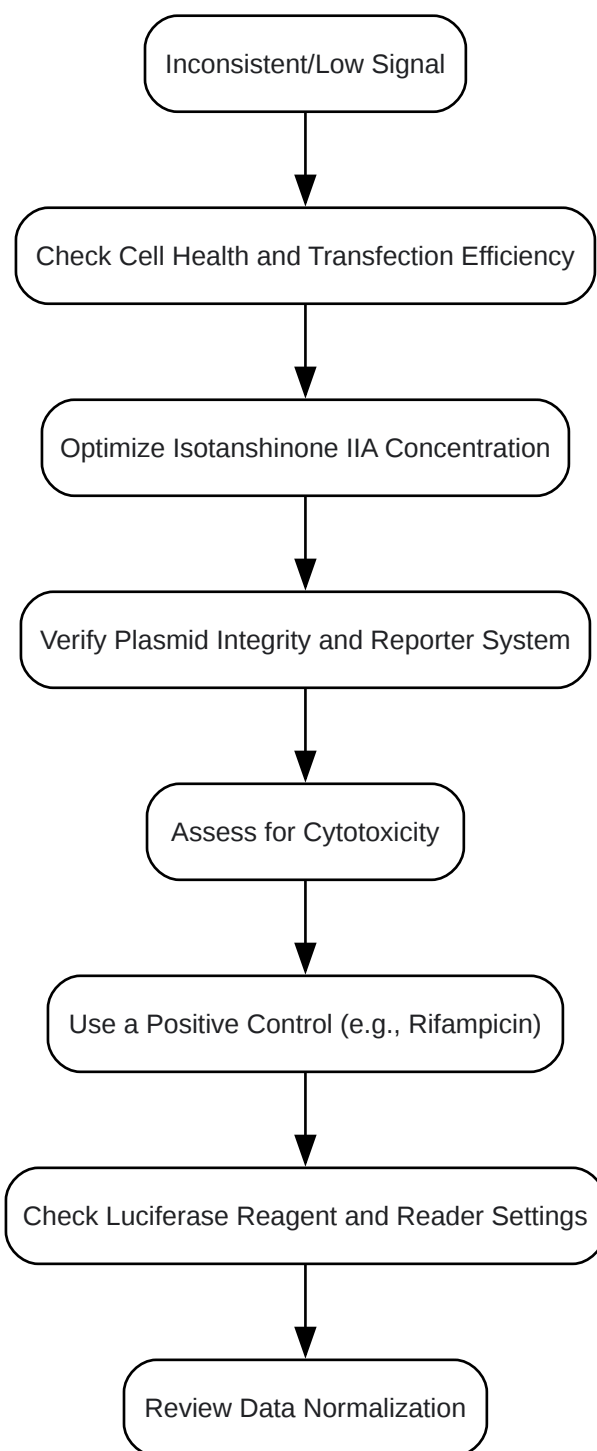 Inconsistent/Low Signal
Check Cell Health and Transfection Efficiency
Optimize Isotanshinone IIA Concentration
Verify Plasmid Integrity and Reporter System
Assess for Cytotoxicity
Use a Positive Control (e.g., Rifampicin)
Check Luciferase Reagent and Reader Settings
Review Data Normalization